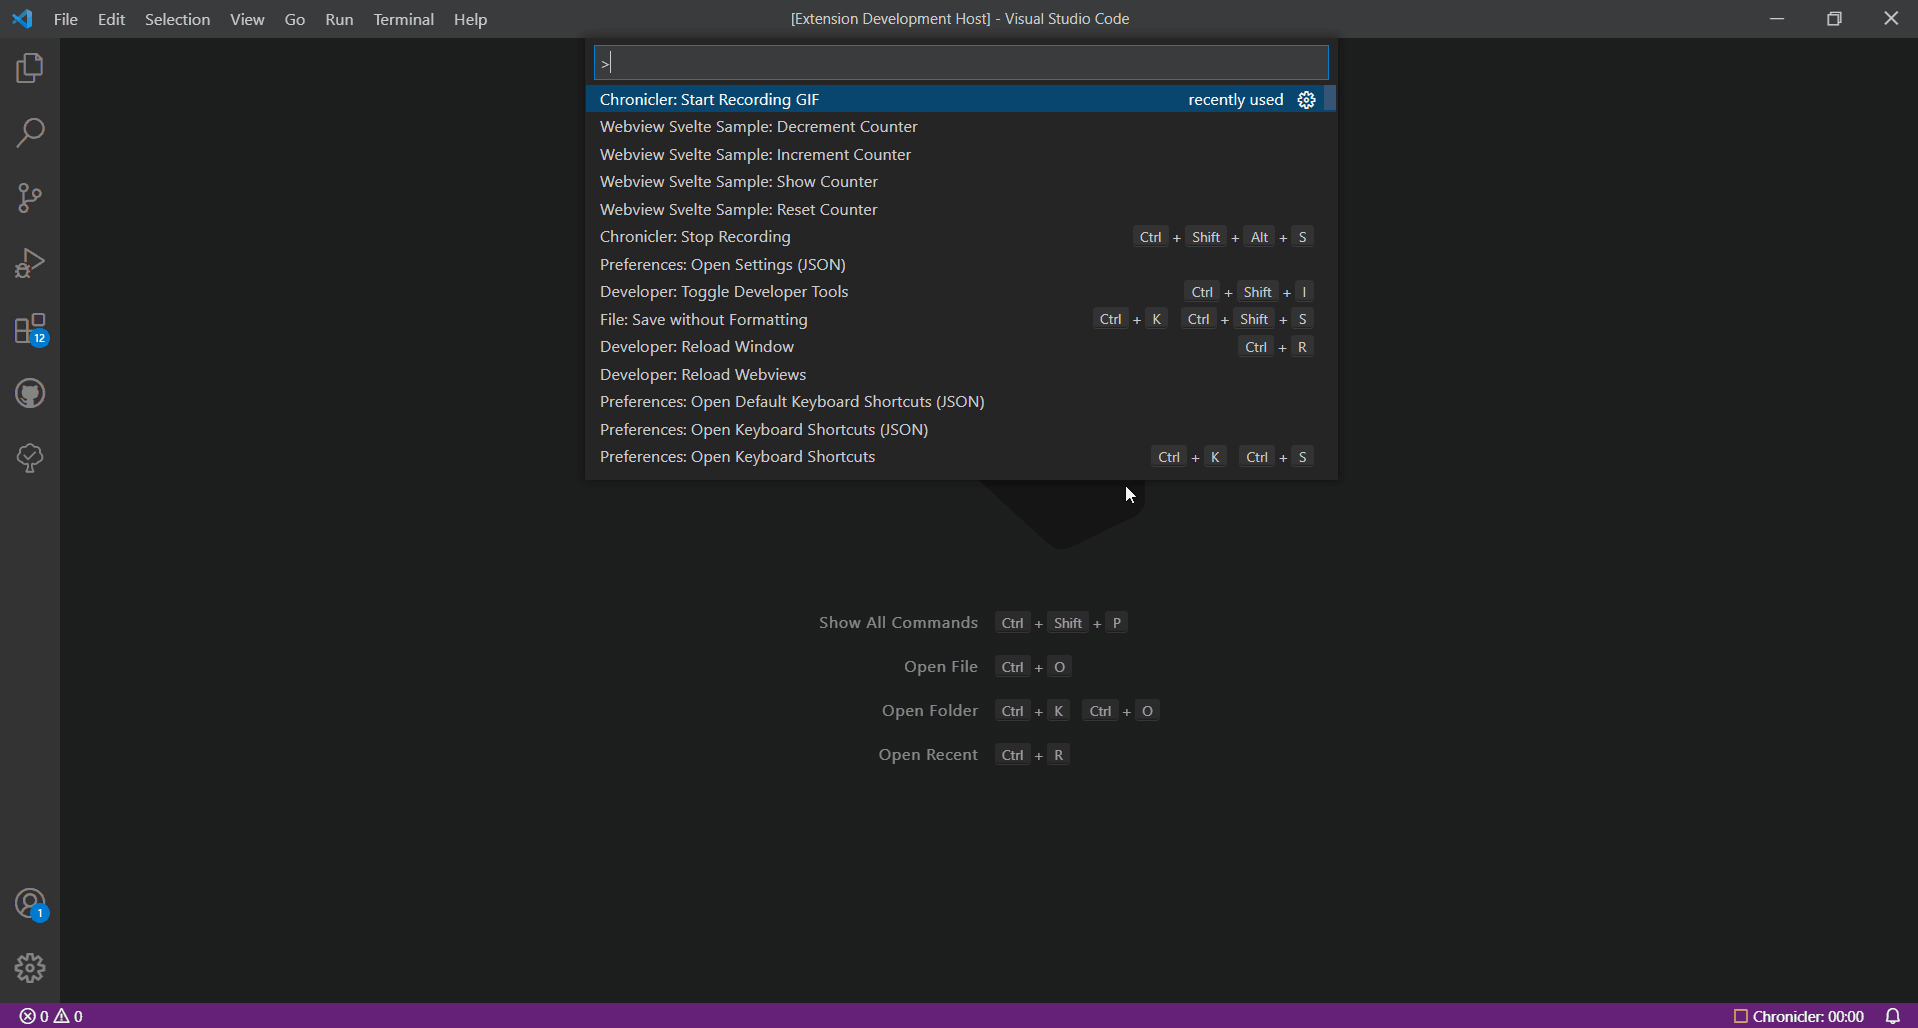 File Edit Selection View Go Run Terminal Help [Extension Development Host] - Visual Studio Code
>
Chronicler: Start Recording GIF recently used
Webview Svelte Sample: Decrement Counter
Webview Svelte Sample: Increment Counter
Webview Svelte Sample: Show Counter
Webview Svelte Sample: Reset Counter
Chronicler: Stop Recording Ctrl + Shift + Alt + S
Preferences: Open Settings (JSON)
Developer: Toggle Developer Tools Ctrl + Shift + I
File: Save without Formatting Ctrl + K Ctrl + Shift + S
Developer: Reload Window Ctrl + R
Developer: Reload Webviews
Preferences: Open Default Keyboard Shortcuts (JSON)
Preferences: Open Keyboard Shortcuts (JSON)
Preferences: Open Keyboard Shortcuts Ctrl + K Ctrl + S
12
Show All Commands Ctrl + Shift + P
Open File Ctrl + O
Open Folder Ctrl + K Ctrl + O
Open Recent Ctrl + R
1
0 0 Chronicler: 00:00